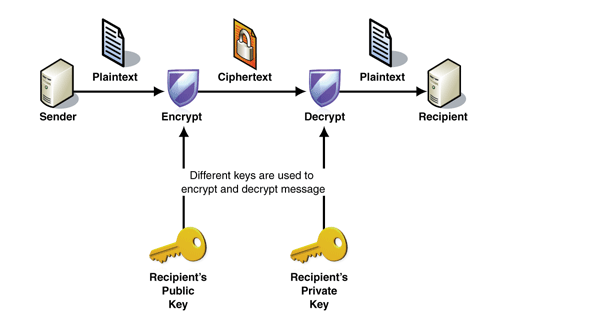 Plaintext
Ciphertext
Plaintext
Sender
Encrypt
Decrypt
Recipient
Different keys are used to
encrypt and decrypt message
Recipient's
Public
Key
Recipient's
Private
Key